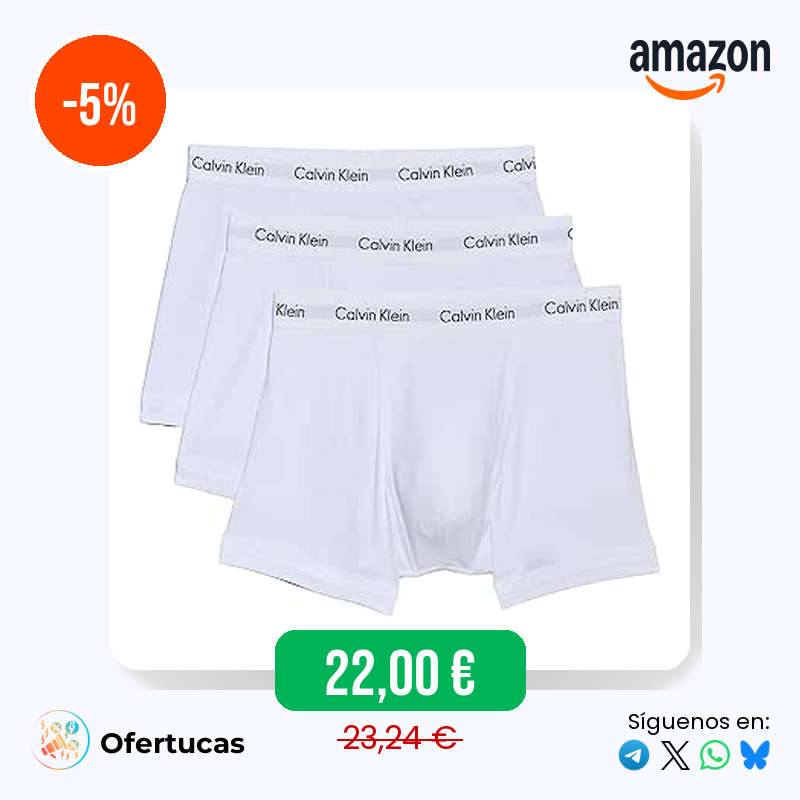 -5%
amazon
Calvin Klein Calvin Klein Calvin Klein Calvi
Calvin Klein Calvin Klein Calvin Klein C
Klein Calvin Klein Calvin Klein Calvin Klein
22,00 €
23,24 €
Ofertucas
Síguenos en: